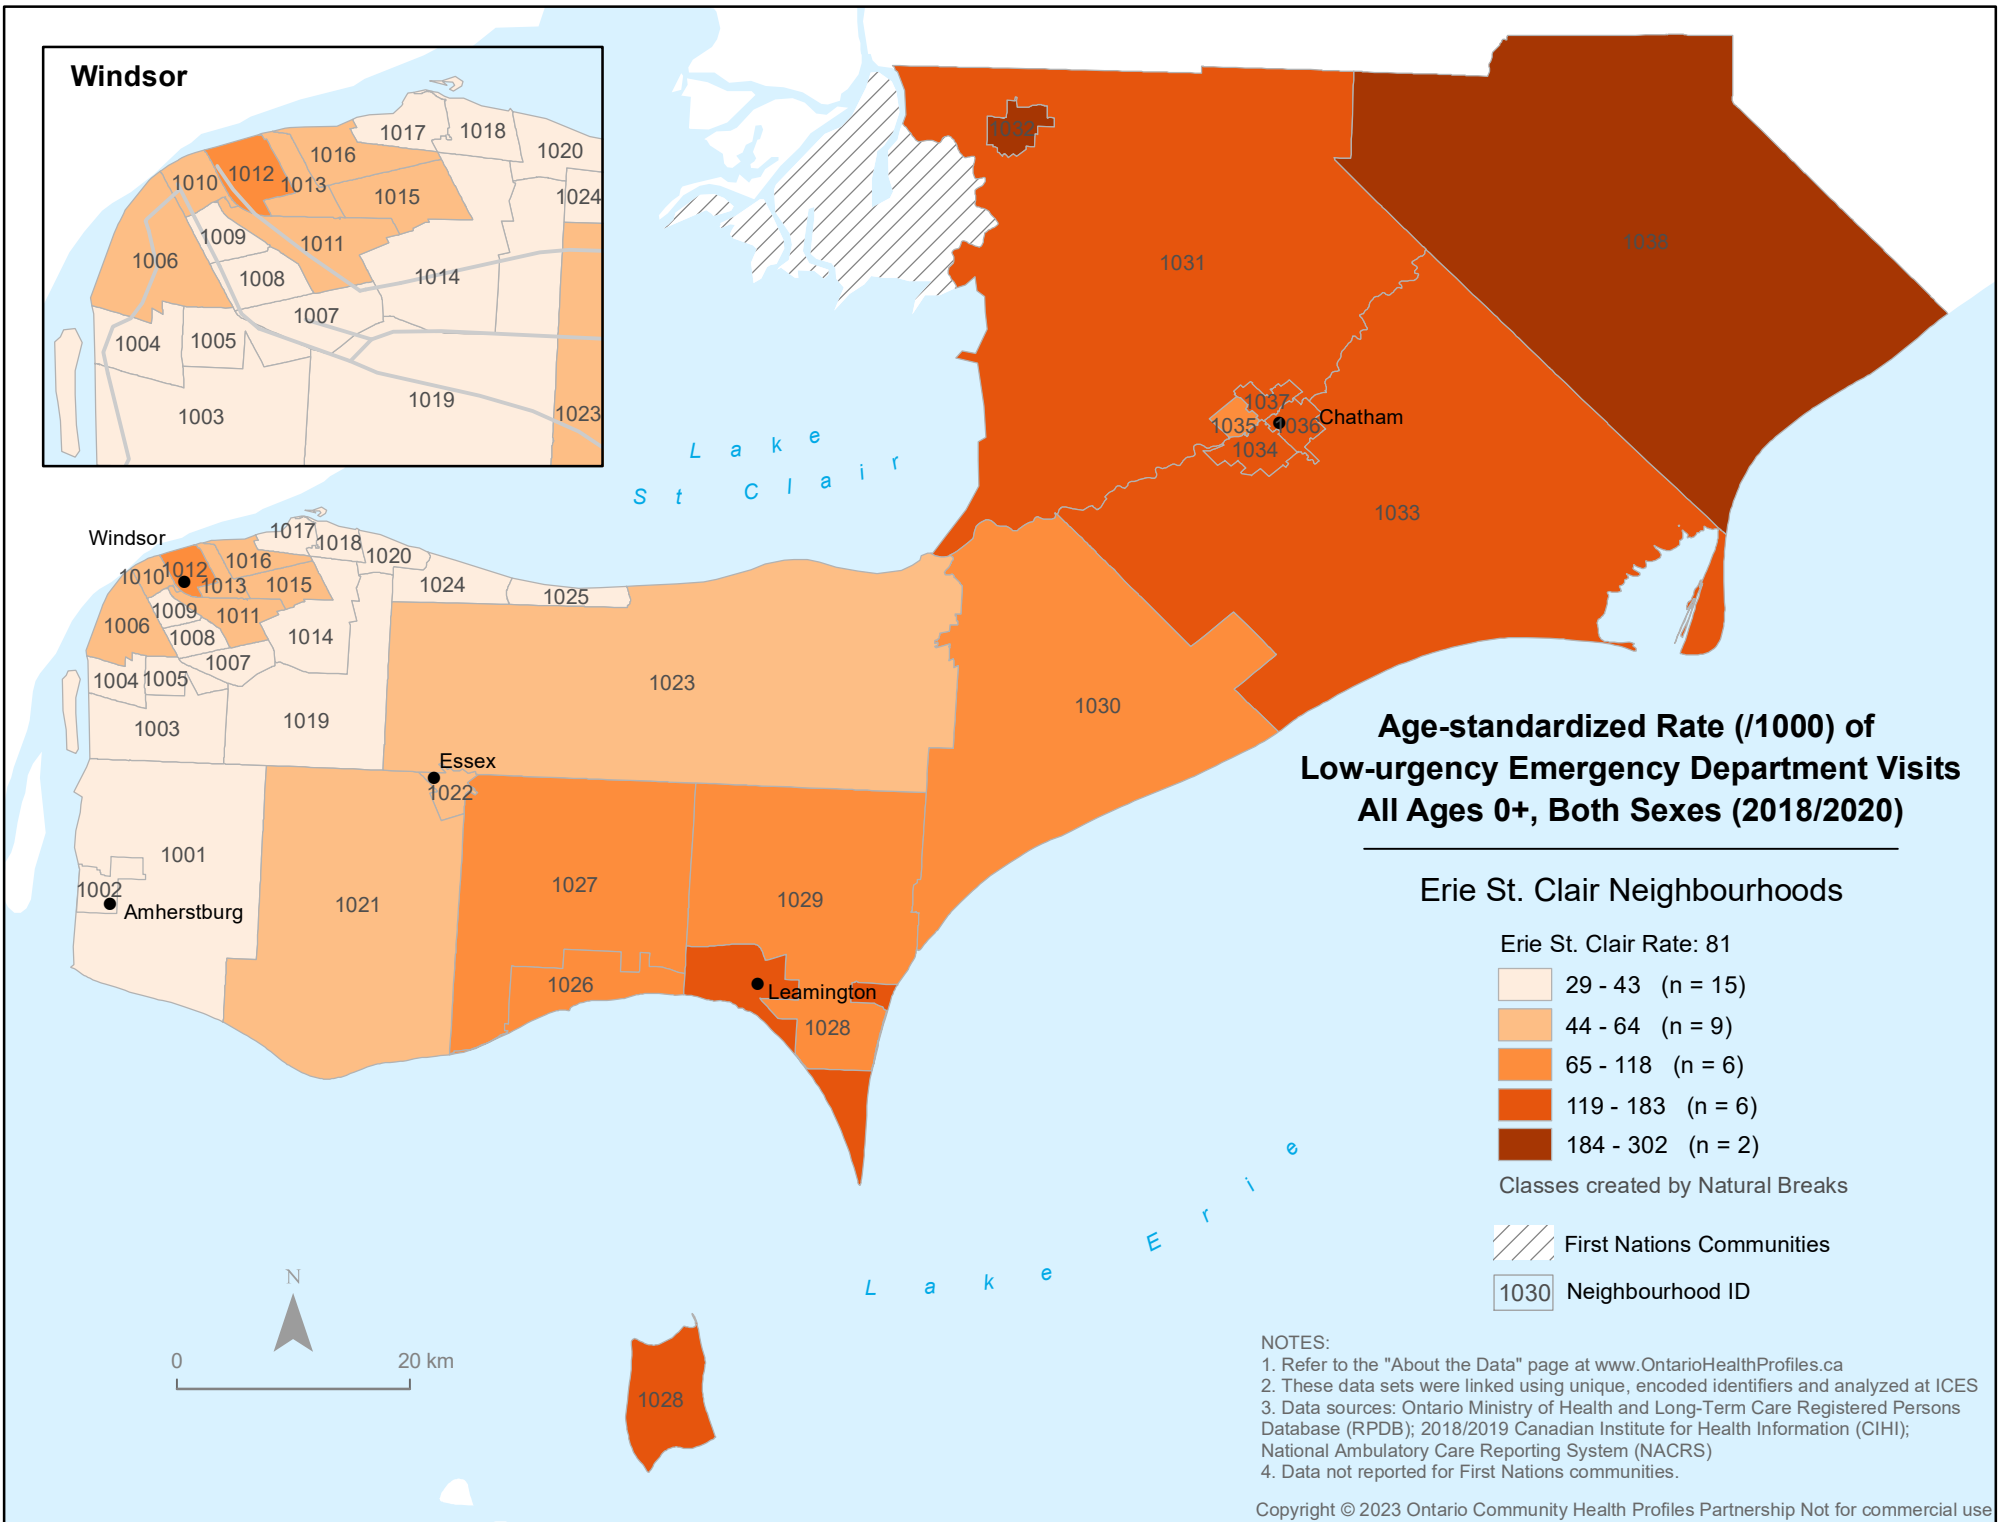 Windsor
1017
1018
1016
1020
1012
1010
1013
1015
1024
1009
1011
1006
1008
1014
1007
1004
1005
1019
1003
1023
1032
1038
1031
1037
1035
1036
Chatham
1034
1033
Lake
St Clair
Windsor
1017
1018
1020
1016
1012
1010
1013
1015
1024
1025
1009
1011
1006
1008
1014
1007
1004
1005
1003
1019
1023
1030
Essex
1022
1001
1002
Amherstburg
1021
1027
1029
1026
Leamington
1028
Lake Erie
1028
N
0 20 km
Age-standardized Rate (/1000) of
Low-urgency Emergency Department Visits
All Ages 0+, Both Sexes (2018/2020)
Erie St. Clair Neighbourhoods
Erie St. Clair Rate: 81
29 - 43 (n = 15)
44 - 64 (n = 9)
65 - 118 (n = 6)
119 - 183 (n = 6)
184 - 302 (n = 2)
Classes created by Natural Breaks
First Nations Communities
1030 Neighbourhood ID
NOTES:
1. Refer to the "About the Data" page at www.OntarioHealthProfiles.ca
2. These data sets were linked using unique, encoded identifiers and analyzed at ICES
3. Data sources: Ontario Ministry of Health and Long-Term Care Registered Persons
Database (RPDB); 2018/2019 Canadian Institute for Health Information (CIHI);
National Ambulatory Care Reporting System (NACRS)
4. Data not reported for First Nations communities.
Copyright © 2023 Ontario Community Health Profiles Partnership Not for commercial use